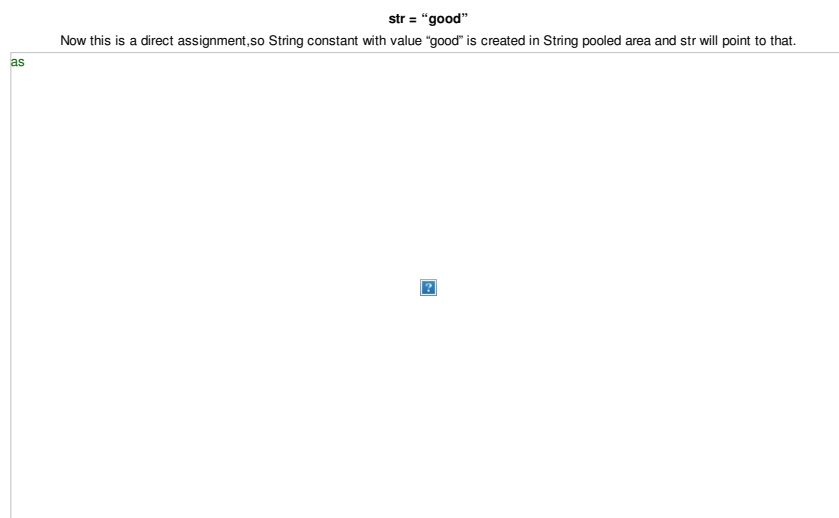 str = “good”
Now this is a direct assignment,so String constant with value “good” is created in String pooled area and str will point to that.
as
?